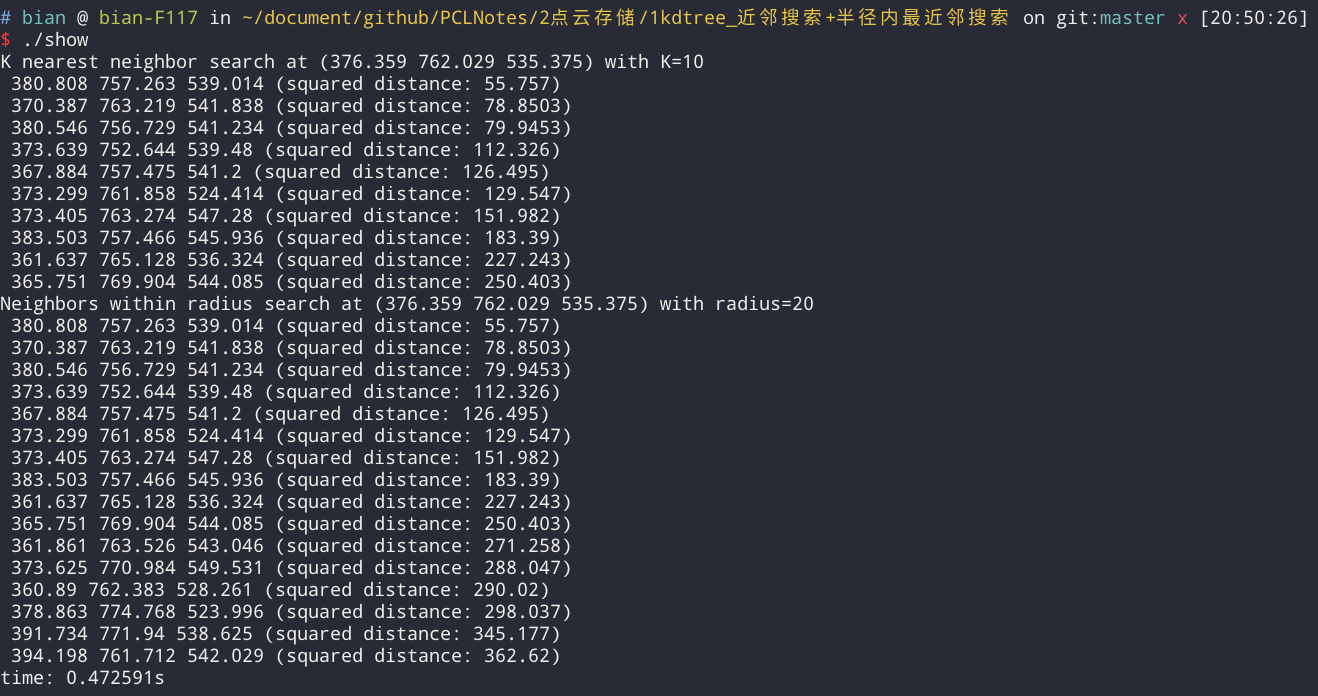 # bian @ bian-F117 in ~/document/github/PCLNotes/2点云存储/1kdtree_近邻搜索+半径内最近邻搜索 on git:master x [20:50:26]
$ ./show
K nearest neighbor search at (376.359 762.029 535.375) with K=10
 380.808 757.263 539.014 (squared distance: 55.757)
 370.387 763.219 541.838 (squared distance: 78.8503)
 380.546 756.729 541.234 (squared distance: 79.9453)
 373.639 752.644 539.48 (squared distance: 112.326)
 367.884 757.475 541.2 (squared distance: 126.495)
 373.299 761.858 524.414 (squared distance: 129.547)
 373.405 763.274 547.28 (squared distance: 151.982)
 383.503 757.466 545.936 (squared distance: 183.39)
 361.637 765.128 536.324 (squared distance: 227.243)
 365.751 769.904 544.085 (squared distance: 250.403)
Neighbors within radius search at (376.359 762.029 535.375) with radius=20
 380.808 757.263 539.014 (squared distance: 55.757)
 370.387 763.219 541.838 (squared distance: 78.8503)
 380.546 756.729 541.234 (squared distance: 79.9453)
 373.639 752.644 539.48 (squared distance: 112.326)
 367.884 757.475 541.2 (squared distance: 126.495)
 373.299 761.858 524.414 (squared distance: 129.547)
 373.405 763.274 547.28 (squared distance: 151.982)
 383.503 757.466 545.936 (squared distance: 183.39)
 361.637 765.128 536.324 (squared distance: 227.243)
 365.751 769.904 544.085 (squared distance: 250.403)
 361.861 763.526 543.046 (squared distance: 271.258)
 373.625 770.984 549.531 (squared distance: 288.047)
 360.89 762.383 528.261 (squared distance: 290.02)
 378.863 774.768 523.996 (squared distance: 298.037)
 391.734 771.94 538.625 (squared distance: 345.177)
 394.198 761.712 542.029 (squared distance: 362.62)
time: 0.472591s